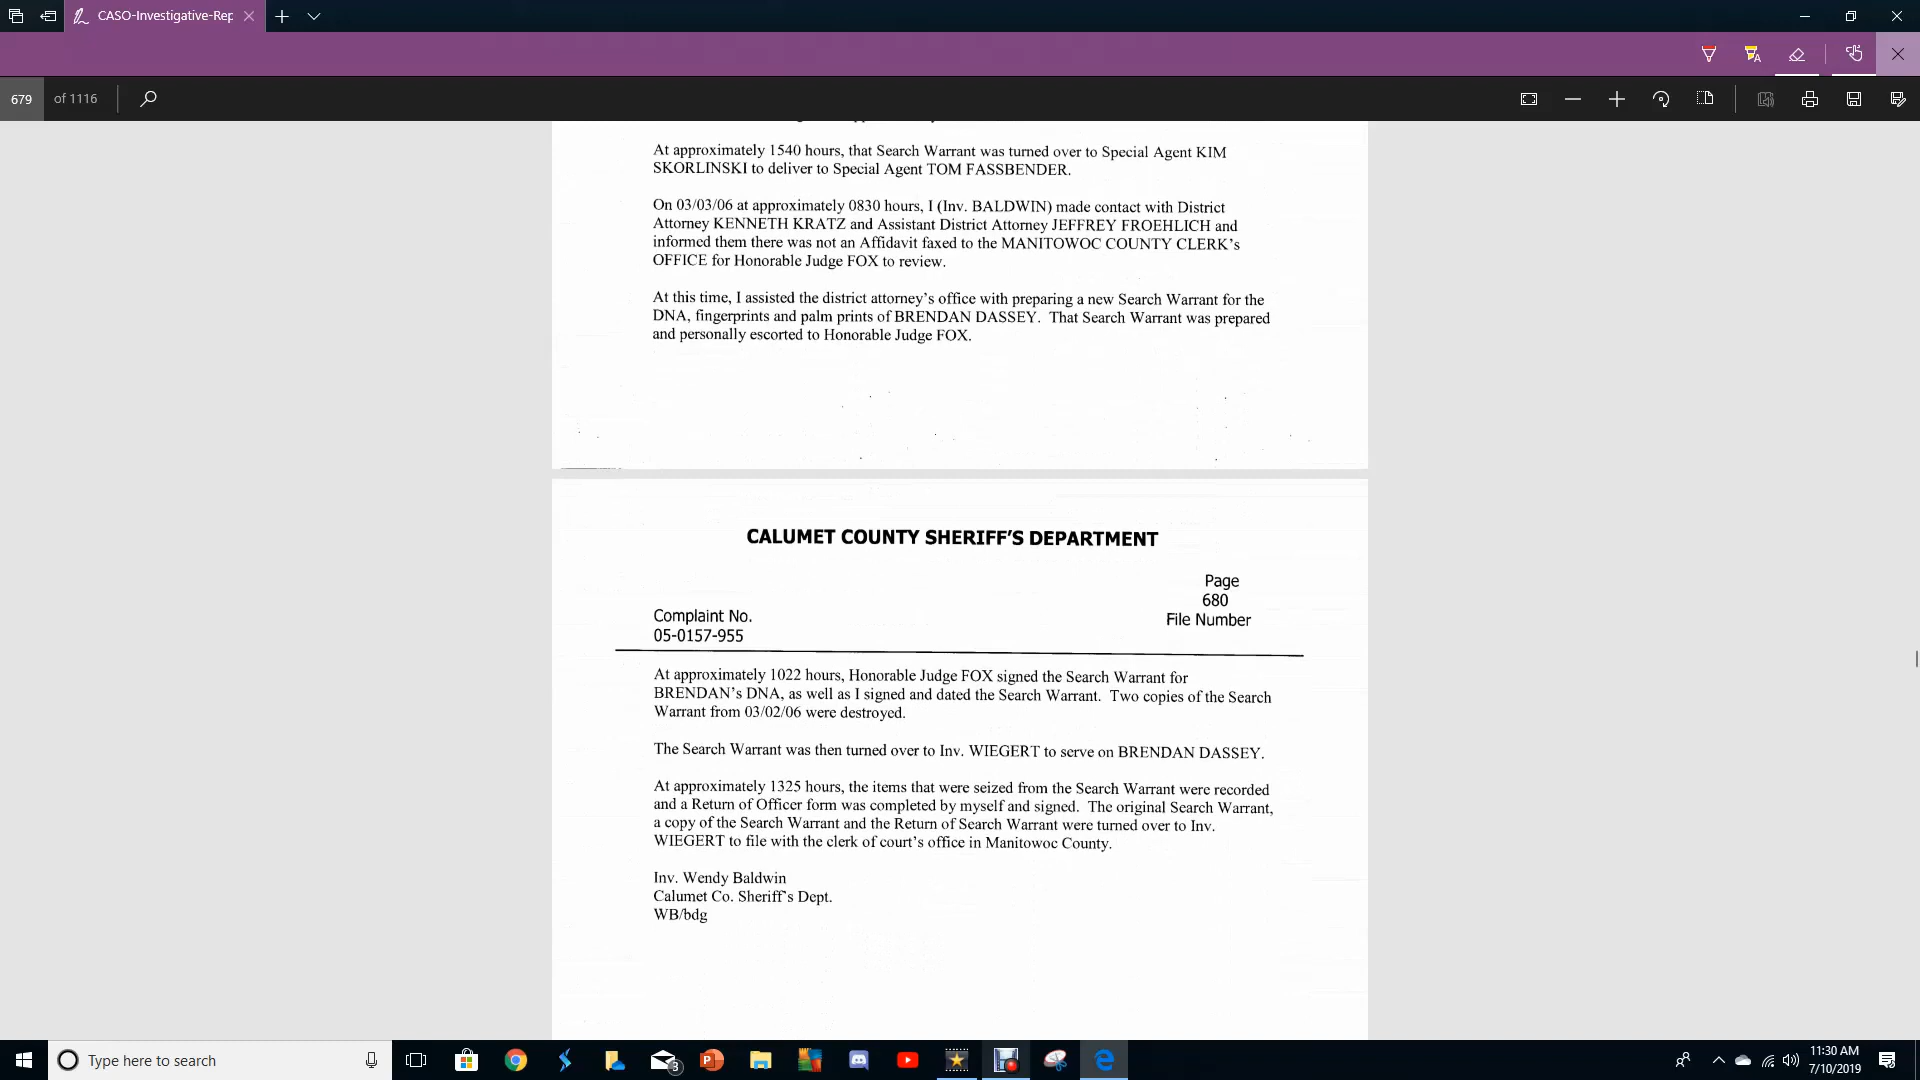 CASO-Investigative-Rep
679 of 1116
At approximately 1540 hours, that Search Warrant was turned over to Special Agent KIM
SKORLINSKI to deliver to Special Agent TOM FASSBENDER.
On 03/03/06 at approximately 0830 hours, I (Inv. BALDWIN) made contact with District
Attorney KENNETH KRATZ and Assistant District Attorney JEFFREY FROEHLICH and
informed them there was not an Affidavit faxed to the MANITOWOC COUNTY CLERK's
OFFICE for Honorable Judge FOX to review.
At this time, I assisted the district attorney's office with preparing a new Search Warrant for the
DNA, fingerprints and palm prints of BRENDAN DASSEY. That Search Warrant was prepared
and personally escorted to Honorable Judge FOX.
CALUMET COUNTY SHERIFF'S DEPARTMENT
Page
680
Complaint No.
File Number
05-0157-955
At approximately 1022 hours, Honorable Judge FOX signed the Search Warrant for
BRENDAN's DNA, as well as I signed and dated the Search Warrant. Two copies of the Search
Warrant from 03/02/06 were destroyed.
The Search Warrant was then turned over to Inv. WIEGERT to serve on BRENDAN DASSEY.
At approximately 1325 hours, the items that were seized from the Search Warrant were recorded
and a Return of Officer form was completed by myself and signed. The original Search Warrant,
a copy of the Search Warrant and the Return of Search Warrant were turned over to Inv.
WIEGERT to file with the clerk of court's office in Manitowoc County.
Inv. Wendy Baldwin
Calumet Co. Sheriff's Dept.
WB/bdg
Type here to search
3
11:30 AM
7/10/2019